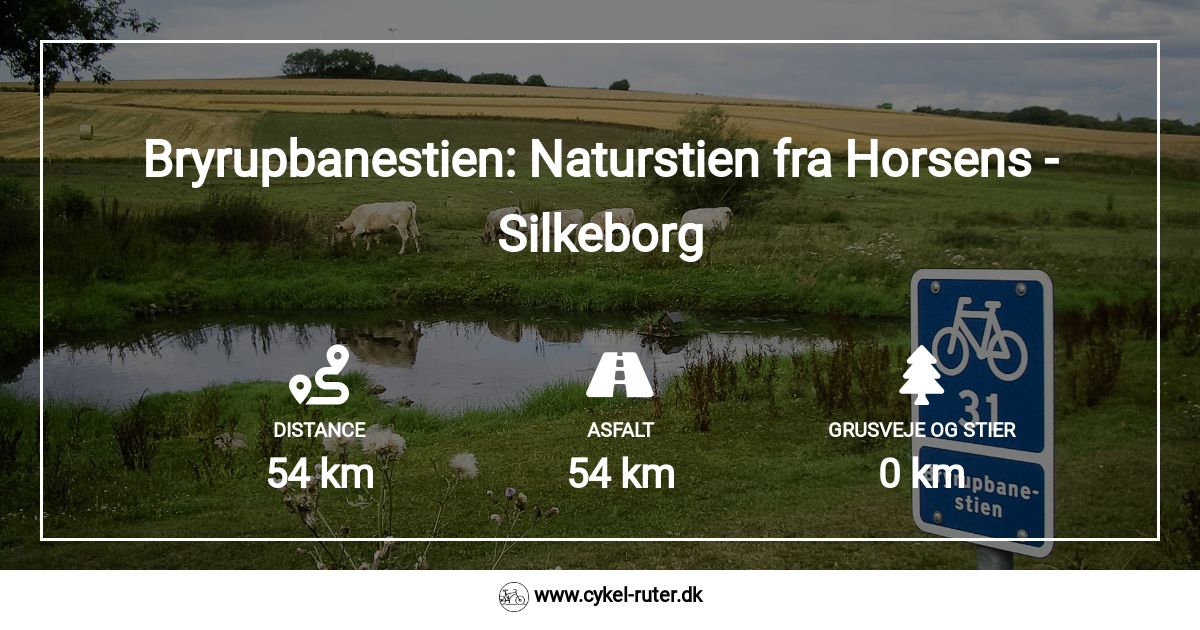 Bryrupbanestien: Naturstien fra Horsens -
Silkeborg
DISTANCE
54 km
ASFALT
54 km
GRUSVEJE OG STIER
0 km
31
stien
www.cykel-ruter.dk